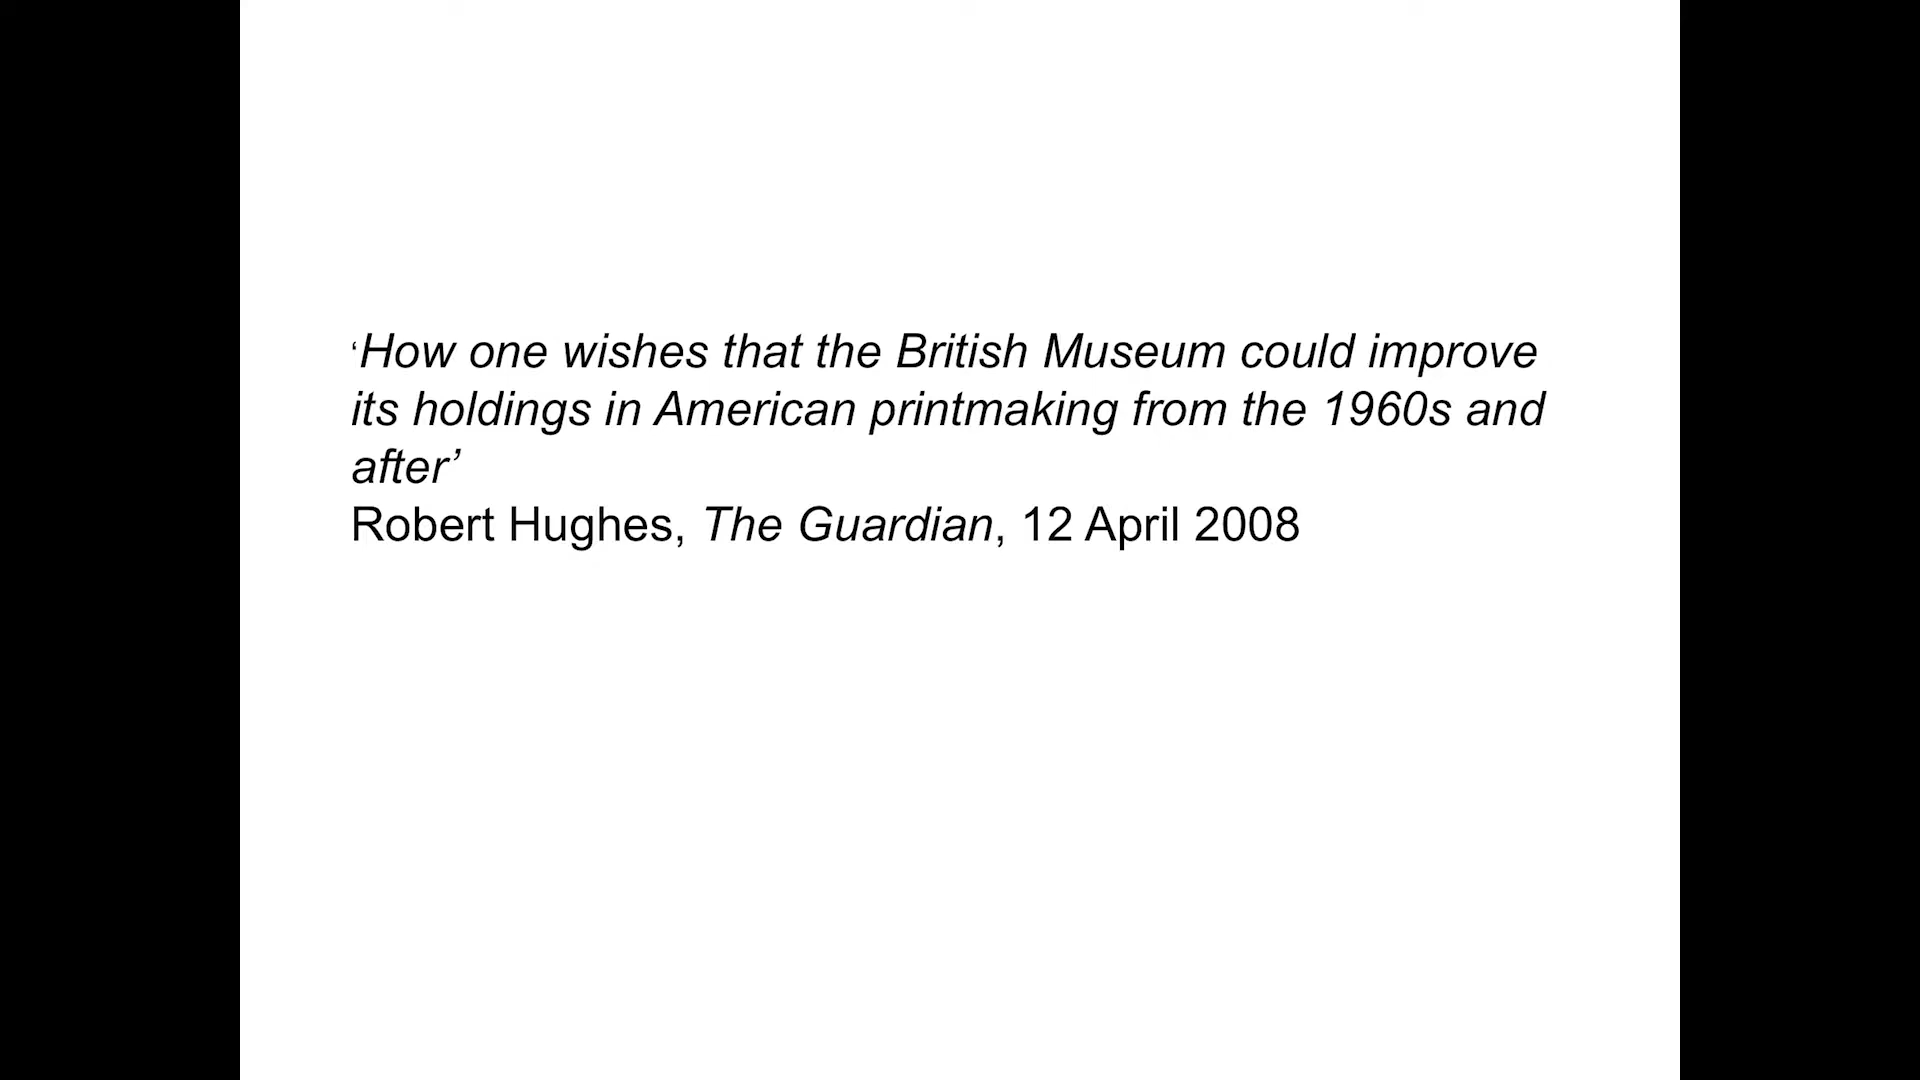 ‘How one wishes that the British Museum could improve
its holdings in American printmaking from the 1960s and
after’
Robert Hughes, The Guardian, 12 April 2008